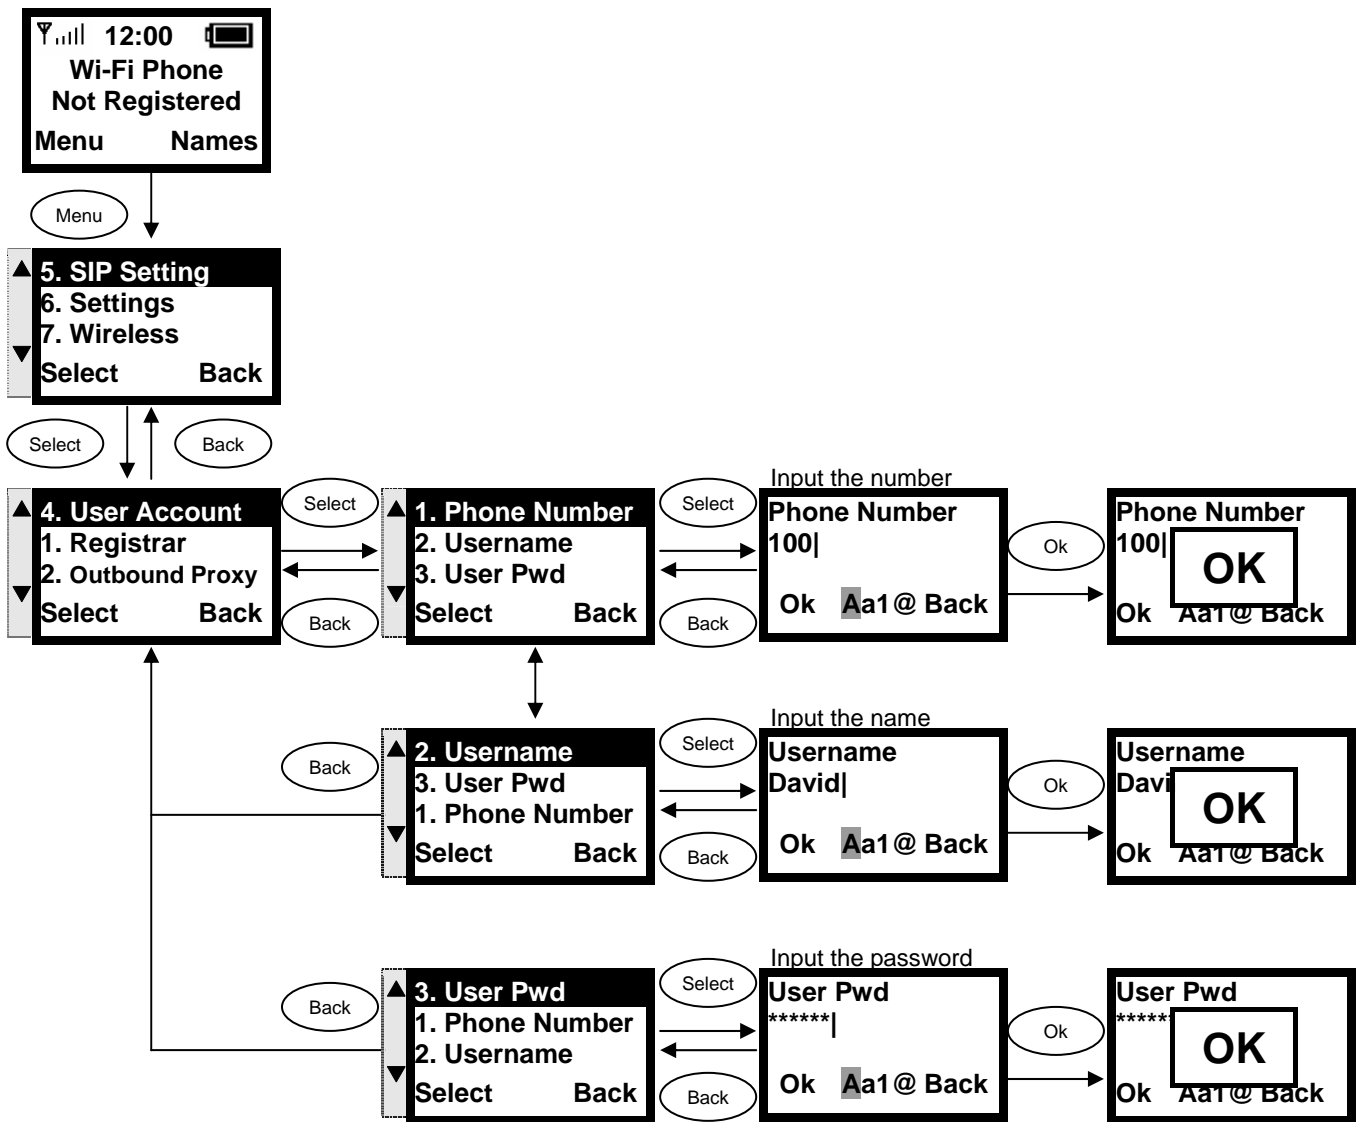 12:00
Wi-Fi Phone
Not Registered
Menu Names
Menu
5. SIP Setting
6. Settings
7. Wireless
Select Back
Select
Back
4. User Account
1. Registrar
2. Outbound Proxy
Select Back
Select
Back
1. Phone Number
2. Username
3. User Pwd
Select Back
Select
Back
Input the number
Phone Number
100|
Ok Aa1@ Back
Ok
Phone Number
100|
OK
Ok Aa1@ Back
Back
2. Username
3. User Pwd
1. Phone Number
Select Back
Select
Back
Input the name
Username
David|
Ok Aa1@ Back
Ok
Username
Davi
OK
Ok Aa1@ Back
Back
3. User Pwd
1. Phone Number
2. Username
Select Back
Select
Back
Input the password
User Pwd
******|
Ok Aa1@ Back
Ok
User Pwd
*****
OK
Ok Aa1@ Back